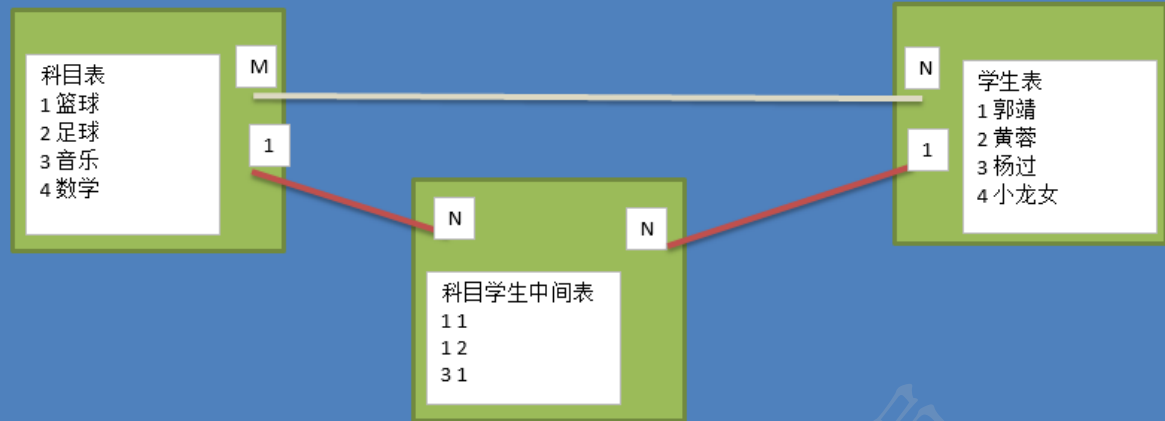 科目表
1 篮球
2 足球
3 音乐
4 数学
M
1
N
1
学生表
1 郭靖
2 黄蓉
3 杨过
4 小龙女
N
N
科目学生中间表
1 1
1 2
3 1